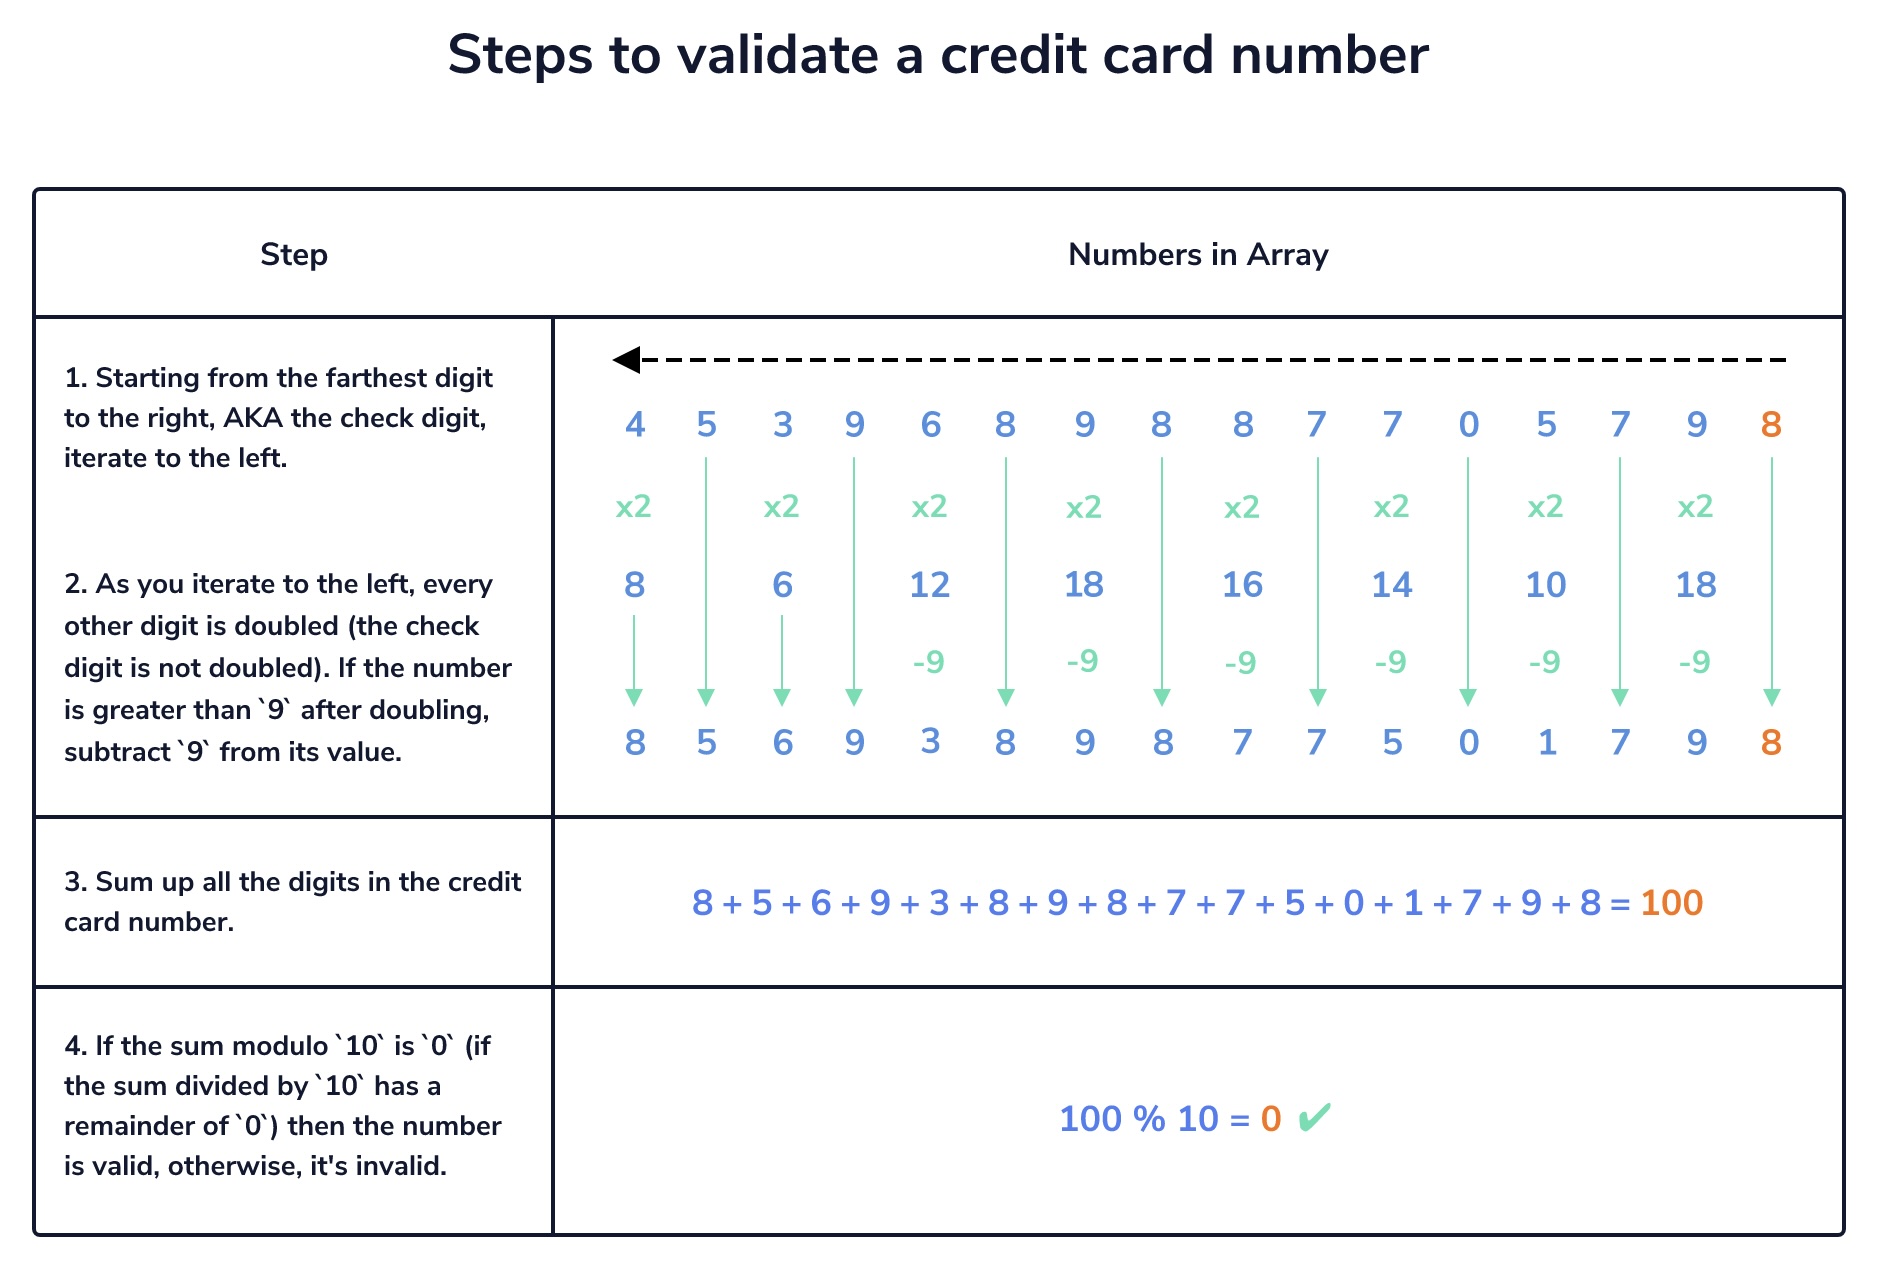 Steps to validate a credit card number
Step
Numbers in Array
1. Starting from the farthest digit
to the right, AKA the check digit,
iterate to the left.
2. As you iterate to the left, every
other digit is doubled (the check
digit is not doubled). If the number
is greater than `9` after doubling,
subtract `9` from its value.
4 5 3 9 6 8 9 8 8 7 7 0 5 7 9 8
x2 x2 x2 x2 x2 x2 x2 x2
8 6 12 18 16 14 10 18
-9 -9 -9 -9 -9 -9
8 5 6 9 3 8 9 8 7 7 5 0 1 7 9 8
3. Sum up all the digits in the credit
card number.
8 + 5 + 6 + 9 + 3 + 8 + 9 + 8 + 7 + 7 + 5 + 0 + 1 + 7 + 9 + 8 = 100
4. If the sum modulo `10` is `0` (if
the sum divided by `10` has a
remainder of `0`) then the number
is valid, otherwise, it's invalid.
100 % 10 = 0 ✔